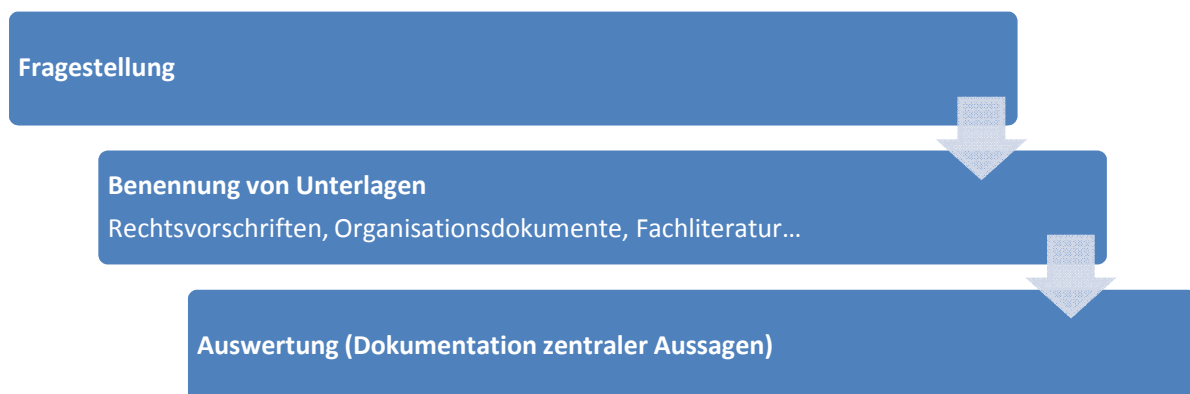 Fragestellung
Benennung von Unterlagen
Rechtsvorschriften, Organisationsdokumente, Fachliteratur…
Auswertung (Dokumentation zentraler Aussagen)